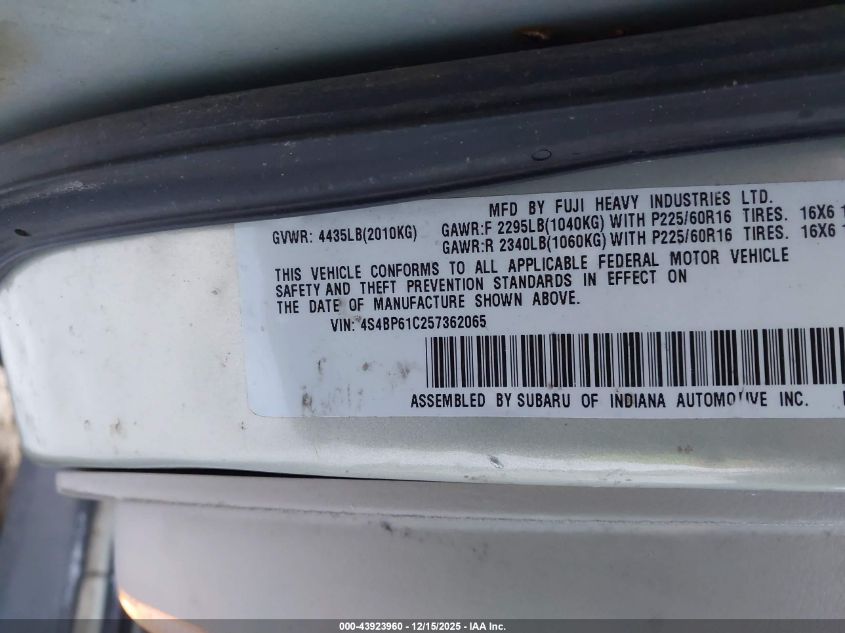 MFD BY FUJI HEAVY INDUSTRIES LTD.
GVWR: 4435LB(2010KG) GAWR:F 2295LB(1040KG) WITH P225/60R16 TIRES. 16X6 1
GAWR:R 2340LB(1060KG) WITH P225/60R16 TIRES. 16X6 1
THIS VEHICLE CONFORMS TO ALL APPLICABLE FEDERAL MOTOR VEHICLE
SAFETY AND THEFT PREVENTION STANDARDS IN EFFECT ON
THE DATE OF MANUFACTURE SHOWN ABOVE.
VIN: 4S4BP61C257362065
ASSEMBLED BY SUBARU OF INDIANA AUTOMOTIVE INC.
000-43923960 - 12/15/2025 - IAA Inc.